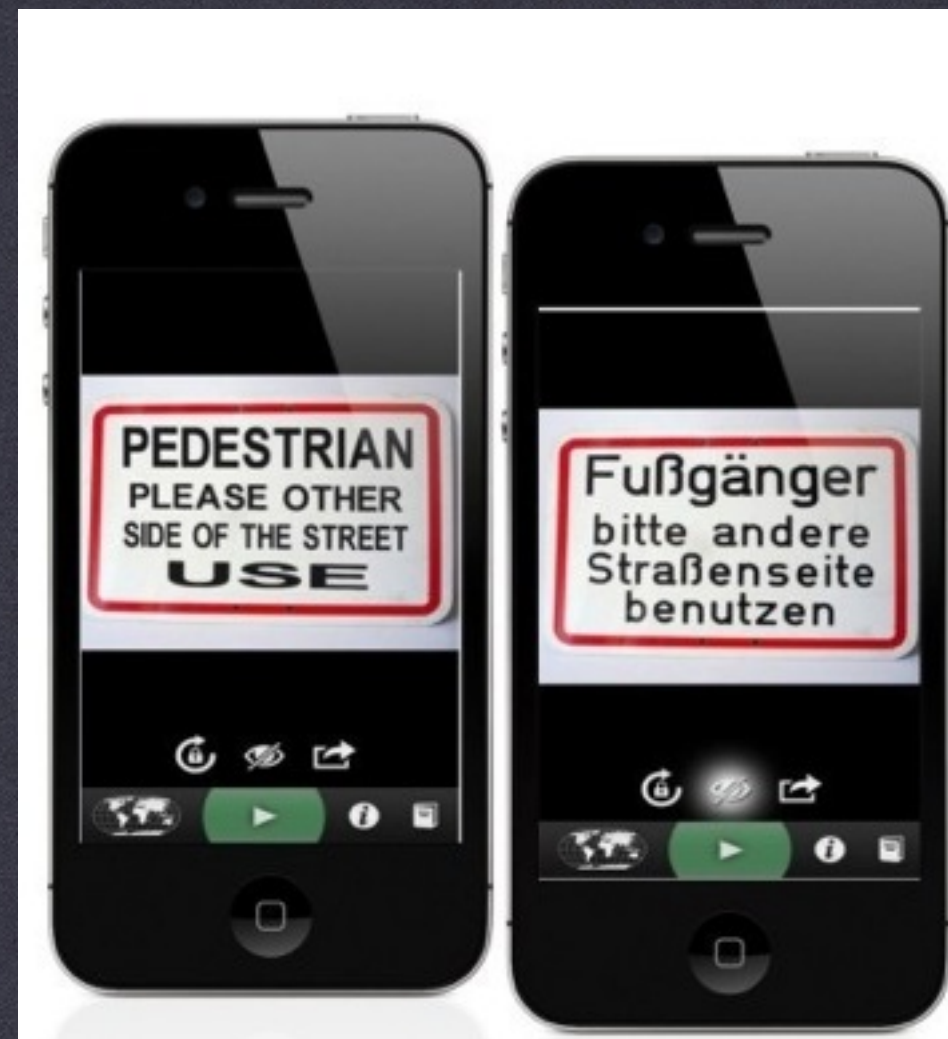 PEDESTRIAN
PLEASE OTHER
SIDE OF THE STREET
USE
Fußgänger
bitte andere
Straßenseite
benutzen